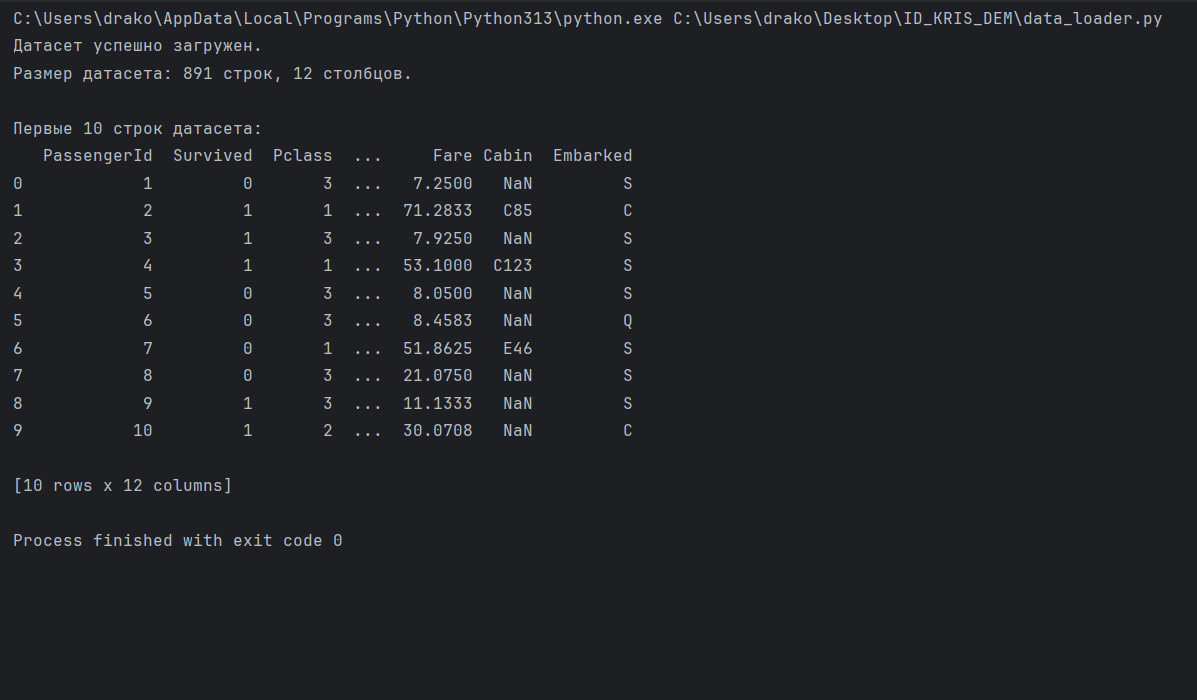 C:\Users\drako\AppData\Local\Programs\Python\Python313\python.exe C:\Users\drako\Desktop\ID_KRIS_DEM\data_loader.py
Датасет успешно загружен.
Размер датасета: 891 строк, 12 столбцов.

Первые 10 строк датасета:
   PassengerId  Survived  Pclass  ...     Fare Cabin  Embarked
0            1         0       3  ...   7.2500   NaN         S
1            2         1       1  ...  71.2833   C85         C
2            3         1       3  ...   7.9250   NaN         S
3            4         1       1  ...  53.1000  C123         S
4            5         0       3  ...   8.0500   NaN         S
5            6         0       3  ...   8.4583   NaN         Q
6            7         0       1  ...  51.8625   E46         S
7            8         0       3  ...  21.0750   NaN         S
8            9         1       3  ...  11.1333   NaN         S
9           10         1       2  ...  30.0708   NaN         C

[10 rows x 12 columns]

Process finished with exit code 0